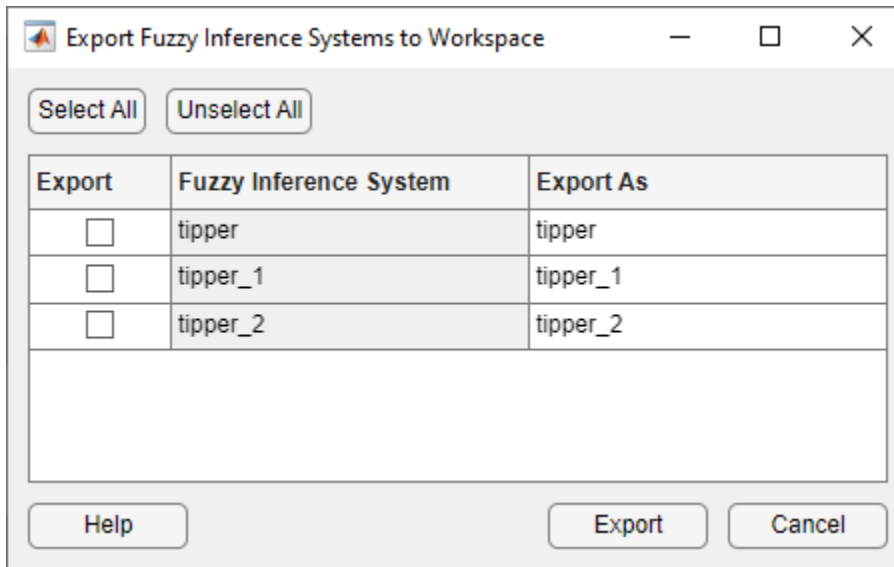 Export Fuzzy Inference Systems to Workspace
Select All Unselect All
Export Fuzzy Inference System Export As
tipper tipper
tipper_1 tipper_1
tipper_2 tipper_2
Help Export Cancel